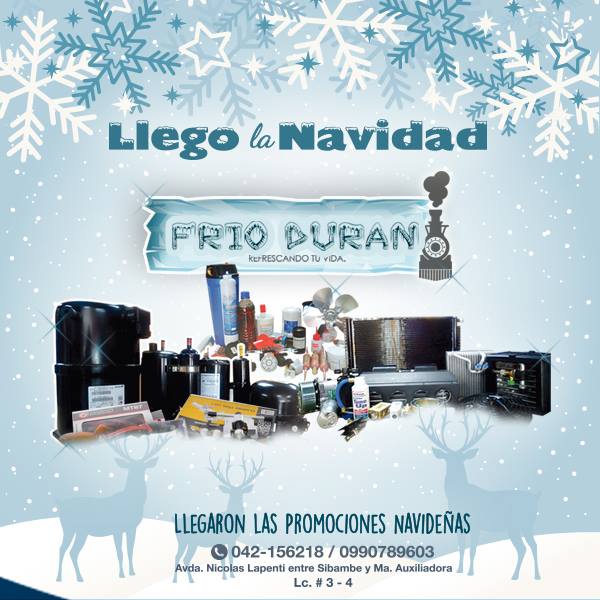 Llego la Navidad
FRIO DURAN
REFRESCANDO TU VIDA.
LLEGARON LAS PROMOCIONES NAVIDEÑAS
042-156218 / 0990789603
Avda. Nicolas Lapenti entre Sibambe y Ma. Auxiliadora
Lc. # 3 - 4